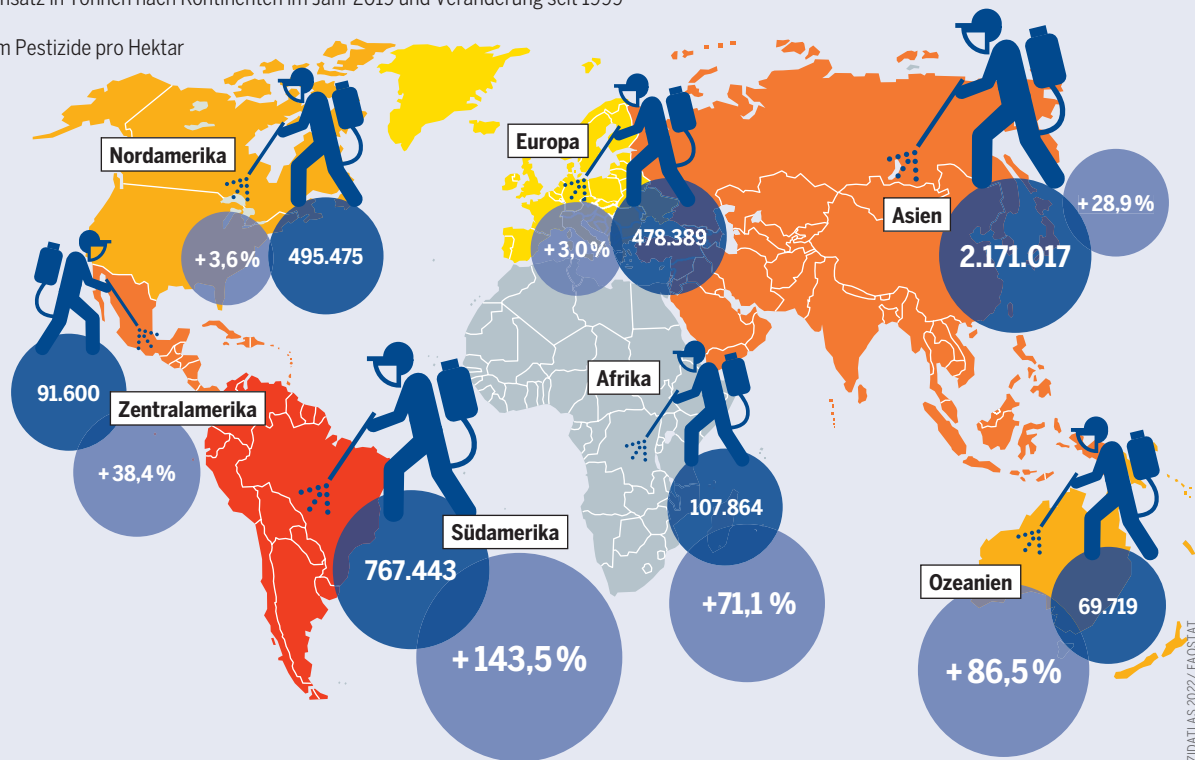 in Tonnen nach Kontinenten im Jahr 2019 und Veränderung seit 1999
Pestizide pro Hektar
Nordamerika
+ 3,6 %
495.475
Europa
+ 3,0 %
478.389
Asien
2.171.017
+ 28,9 %
91.600
Zentralamerika
+ 38,4 %
Südamerika
767.443
+ 143,5 %
Afrika
107.864
+71,1 %
Ozeanien
69.719
+ 86,5 %
2022 / FAOSTAT